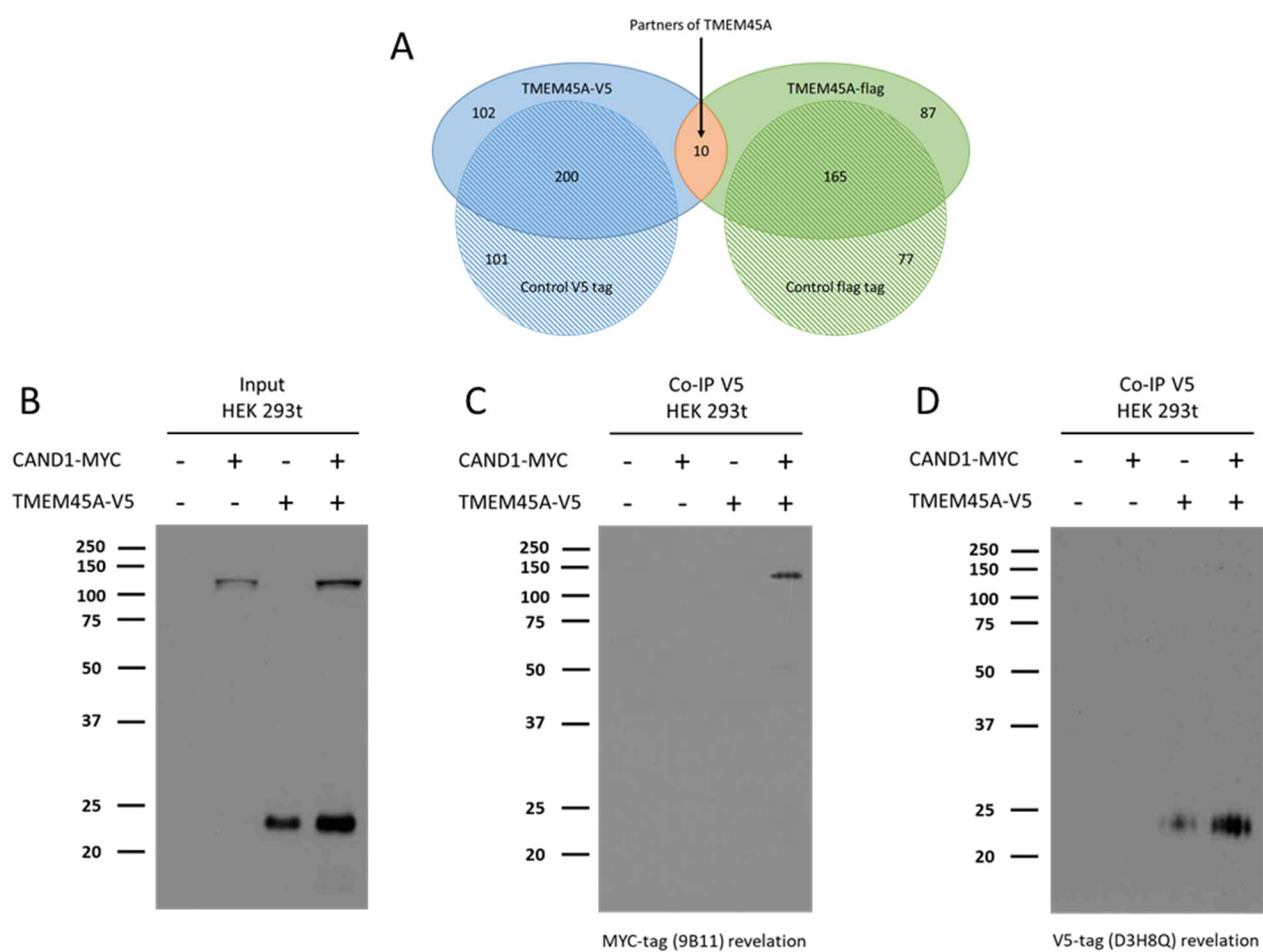 A
Partners of TMEM45A
TMEM45A-V5
TMEM45A-flag
102
87
10
200
165
101
77
Control V5 tag
Control flag tag
B
Input
HEK 293t
CAND1-MYC - + - +
TMEM45A-V5 - - + +
250
150
100
75
50
37
25
20
C
Co-IP V5
HEK 293t
CAND1-MYC - + - +
TMEM45A-V5 - - + +
250
150
100
75
50
37
25
20
MYC-tag (9B11) revelation
D
Co-IP V5
HEK 293t
CAND1-MYC - + - +
TMEM45A-V5 - - + +
250
150
100
75
50
37
25
20
V5-tag (D3H8Q) revelation